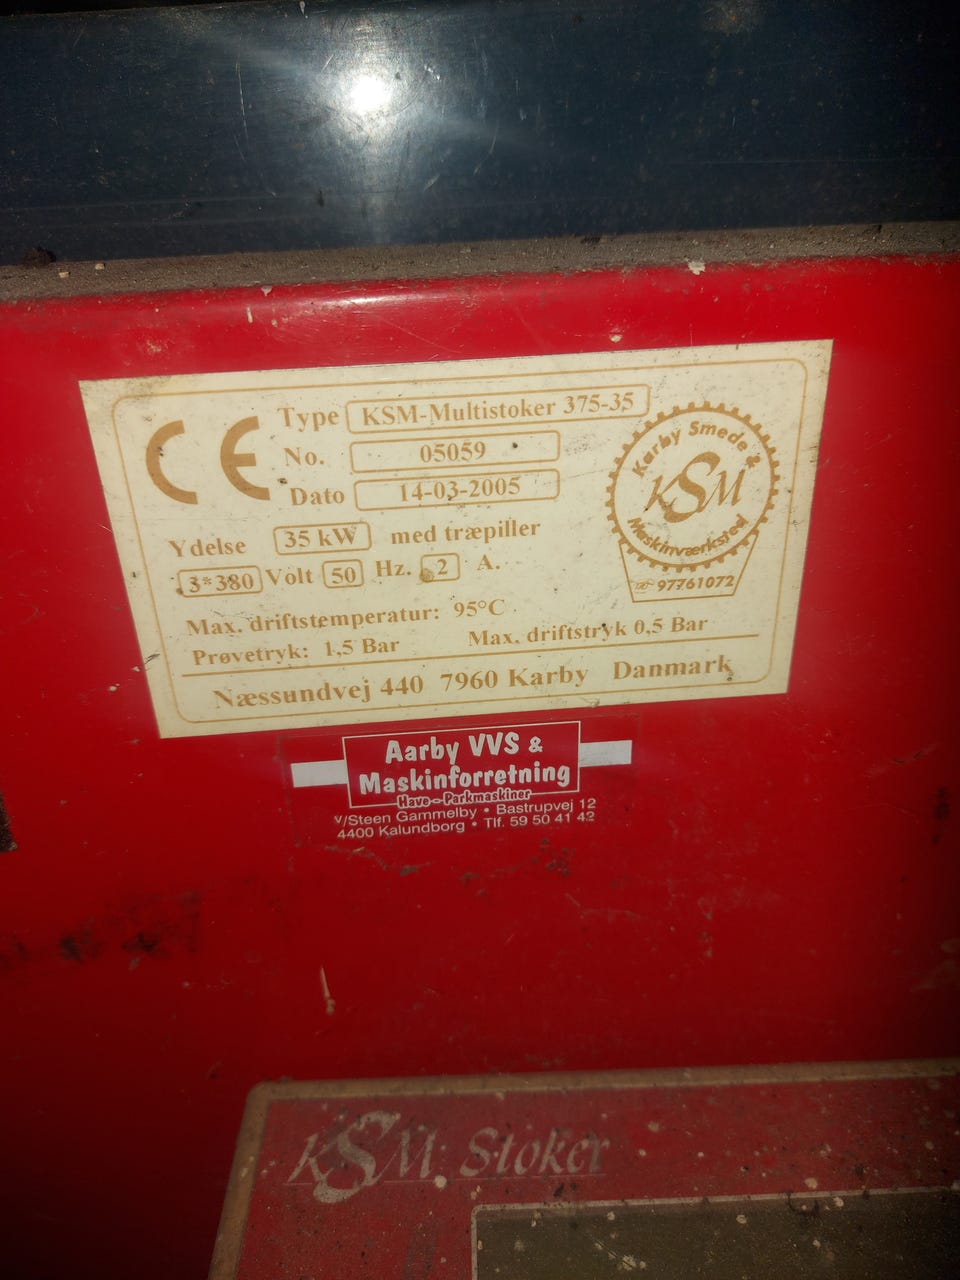 CE
Type KSM-Multistoker 375-35
No. 05059
Dato 14-03-2005
Ydelse 35 kW med træpiller
3*380 Volt 50 Hz. 2 A.
Max. driftstemperatur: 95°C
Prøvetryk: 1,5 Bar Max. driftstryk 0,5 Bar
Næssundvej 440 7960 Karby Danmark
Karby Smede &
KSM
Maskinværksted
☏ 97761072
Aarby VVS &
Maskinforretning
Have - Parkmaskiner
v/Steen Gammelby • Bastrupvej 12
4400 Kalundborg • Tlf. 59 50 41 42
KSM Stoker